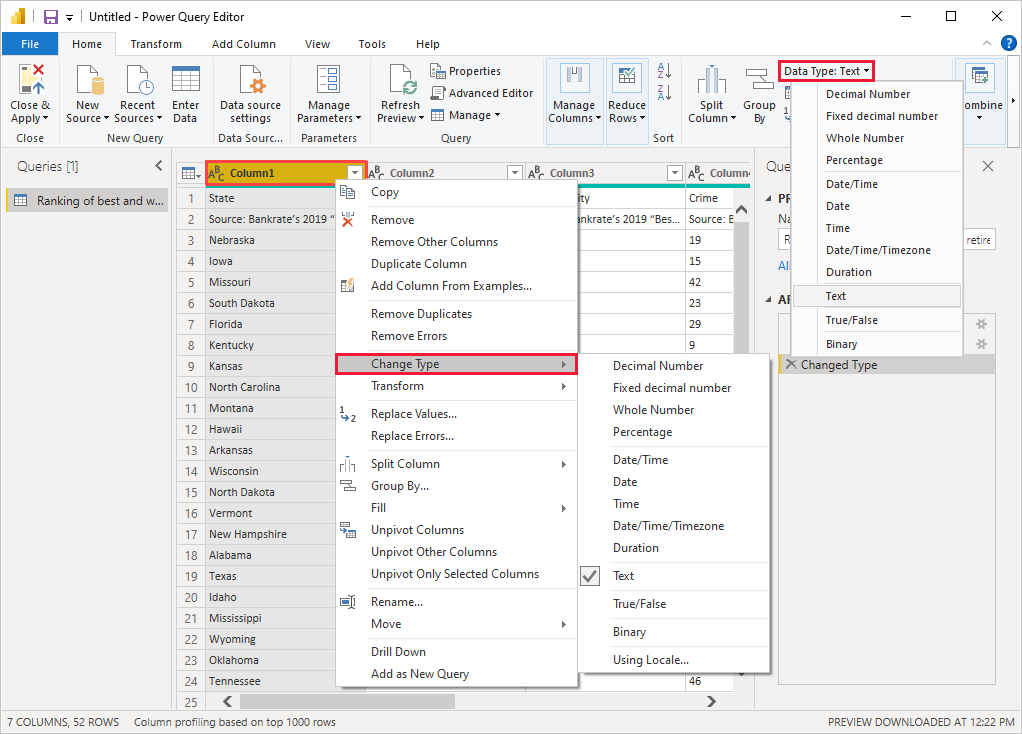 Untitled - Power Query Editor
File Home Transform Add Column View Tools Help
Close & Apply
New Source
Recent Sources
Enter Data
Data source settings
Manage Parameters
Refresh Preview
Properties
Advanced Editor
Manage
Manage Columns
Reduce Rows
Split Column
Group By
Data Type: Text
ombine
Close
New Query
Data Sourc...
Parameters
Query
Sort
Decimal Number
Fixed decimal number
Whole Number
Percentage
Date/Time
Date
Time
Date/Time/Timezone
Duration
Text
True/False
Binary
Queries [1]
Ranking of best and w...
Column1 Column2 Column3 Column4
1 State ity Crime
2 Source: Bankrate's 2019 " nkrate's 2019 "Bes... Source: B
3 Nebraska 19
4 Iowa 15
5 Missouri 42
6 South Dakota 23
7 Florida 29
8 Kentucky 9
9 Kansas
10 North Carolina
11 Montana
12 Hawaii
13 Arkansas
14 Wisconsin
15 North Dakota
16 Vermont
17 New Hampshire
18 Alabama
19 Texas
20 Idaho
21 Mississippi
22 Wyoming
23 Oklahoma
24 Tennessee 46
25
Copy
Remove
Remove Other Columns
Duplicate Column
Add Column From Examples...
Remove Duplicates
Remove Errors
Change Type
Transform
Replace Values...
Replace Errors...
Split Column
Group By...
Fill
Unpivot Columns
Unpivot Other Columns
Unpivot Only Selected Columns
Rename...
Move
Drill Down
Add as New Query
Decimal Number
Fixed decimal number
Whole Number
Percentage
Date/Time
Date
Time
Date/Time/Timezone
Duration
Text
True/False
Binary
Using Locale...
Que
PR
Na
R retire
All
AP
Changed Type
7 COLUMNS, 52 ROWS Column profiling based on top 1000 rows PREVIEW DOWNLOADED AT 12:22 PM